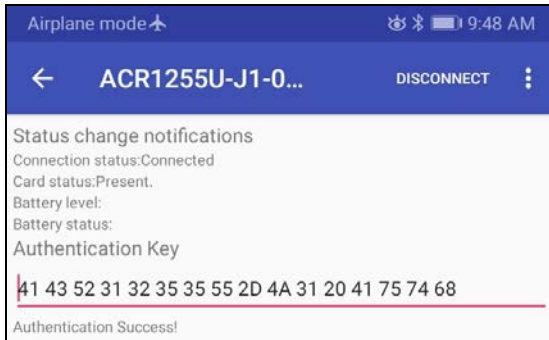 Airplane mode 9:48 AM
ACR1255U-J1-0... DISCONNECT
Status change notifications
Connection status:Connected
Card status:Present.
Battery level:
Battery status:
Authentication Key
41 43 52 31 32 35 35 55 2D 4A 31 20 41 75 74 68
Authentication Success!